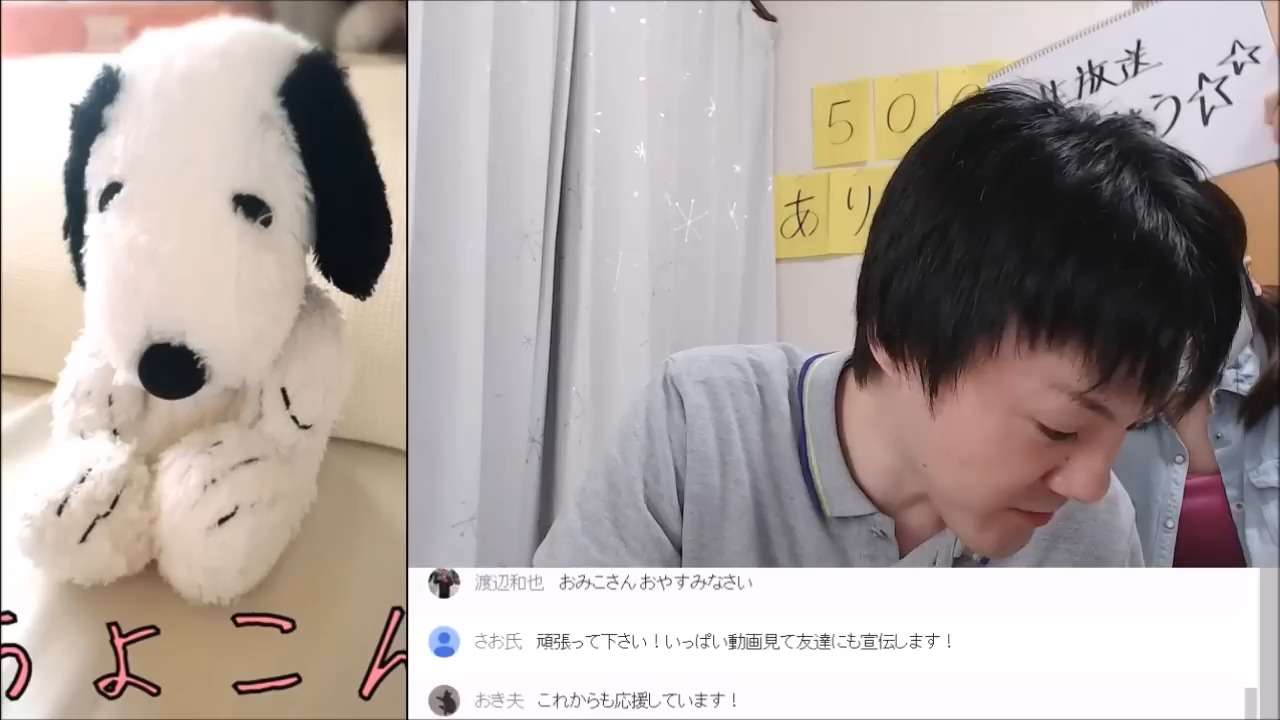 生放送
う☆☆
500
あり
渡辺和也 おみこさんおやすみなさい
さお氏 頑張って下さい！いっぱい動画見て友達にも宣伝します！
おき夫 これからも応援しています！
ちょこん